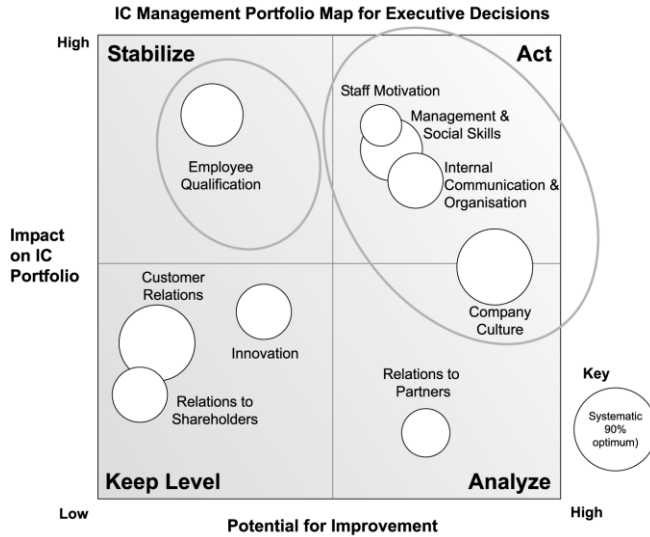 IC Management Portfolio Map for Executive Decisions
High
Stabilize
Act
Staff Motivation
Management &
Social Skills
Employee
Qualification
Internal
Communication &
Organisation
Impact
on IC
Portfolio
Customer
Relations
Innovation
Company
Culture
Relations to
Shareholders
Relations to
Partners
Key
Systematic
90%
optimum)
Keep Level
Analyze
Low
Potential for Improvement
High